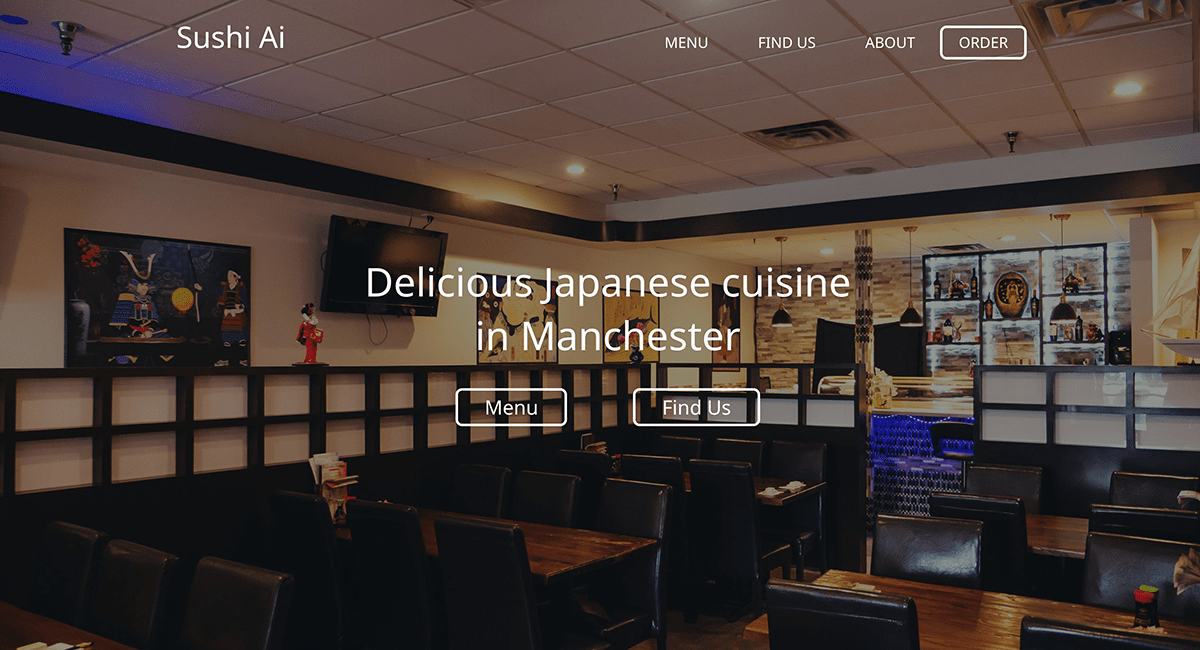 Sushi Ai
MENU FIND US ABOUT ORDER
Delicious Japanese cuisine
in Manchester
Menu Find Us